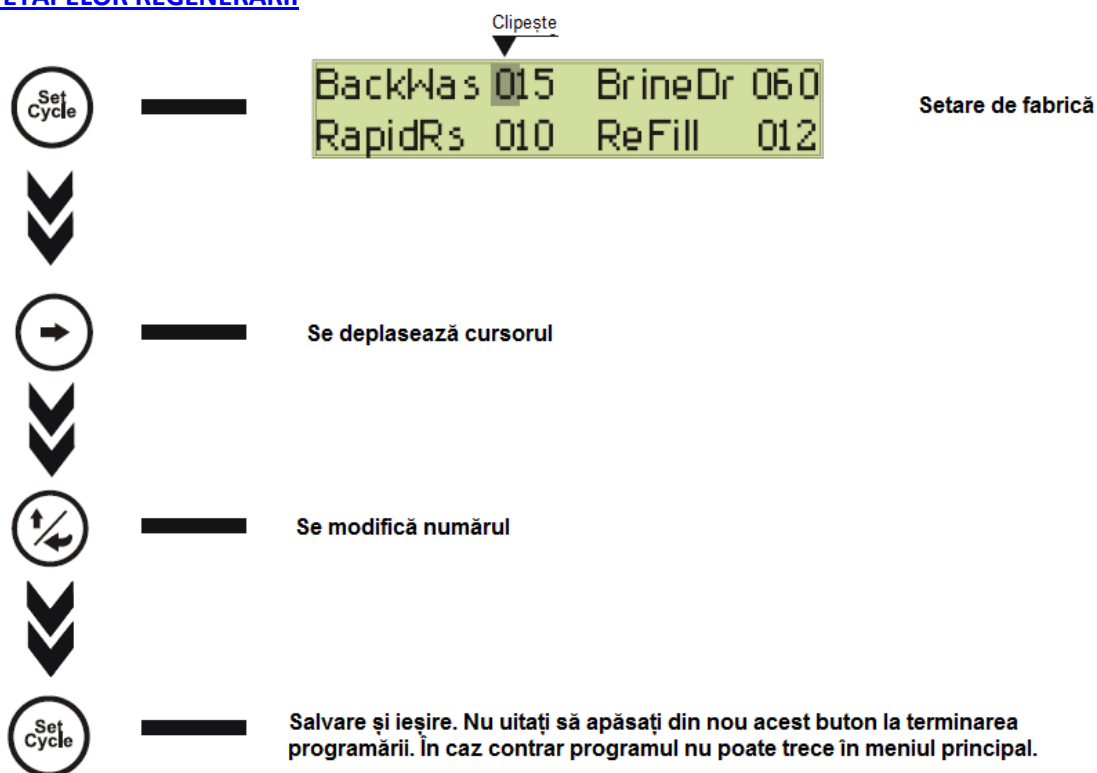 ETAPELOR REGENERĂRII
Clipește
Set
Cycle
BackWas 015 BrineDr 060
RapidRs 010 ReFill 012
Setare de fabrică
Se deplasează cursorul
Se modifică numărul
Set
Cycle
Salvare și ieșire. Nu uitați să apăsați din nou acest buton la terminarea
programării. În caz contrar programul nu poate trece în meniul principal.